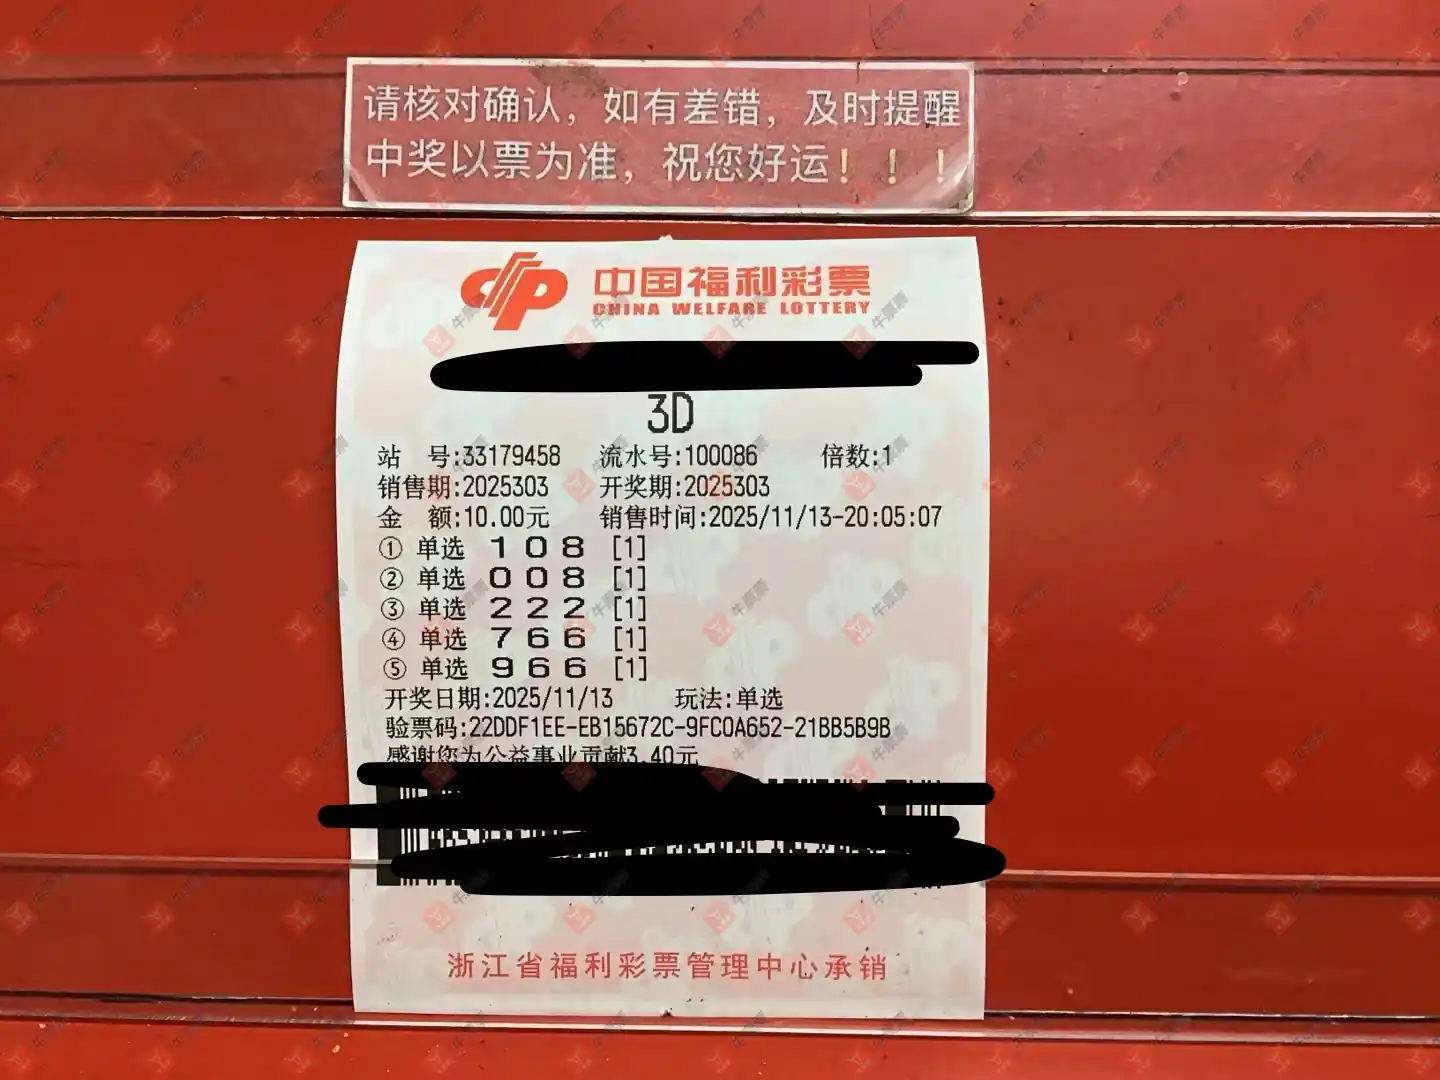 请核对确认，如有差错，及时提醒
中奖以票为准，祝您好运！！！
中国福利彩票
CHINA WELFARE LOTTERY
3D
站 号:33179458 流水号:100086 倍数:1
销售期:2025303 开奖期:2025303
金 额:10.00元 销售时间:2025/11/13-20:05:07
① 单选 1 0 8 [1]
② 单选 0 0 8 [1]
③ 单选 2 2 2 [1]
④ 单选 7 6 6 [1]
⑤ 单选 9 6 6 [1]
开奖日期:2025/11/13 玩法:单选
验票码:22DDF1EE-EB15672C-9FC0A652-21BB5B9B
感谢您为公益事业贡献3.40元
浙江省福利彩票管理中心承销
牛票票